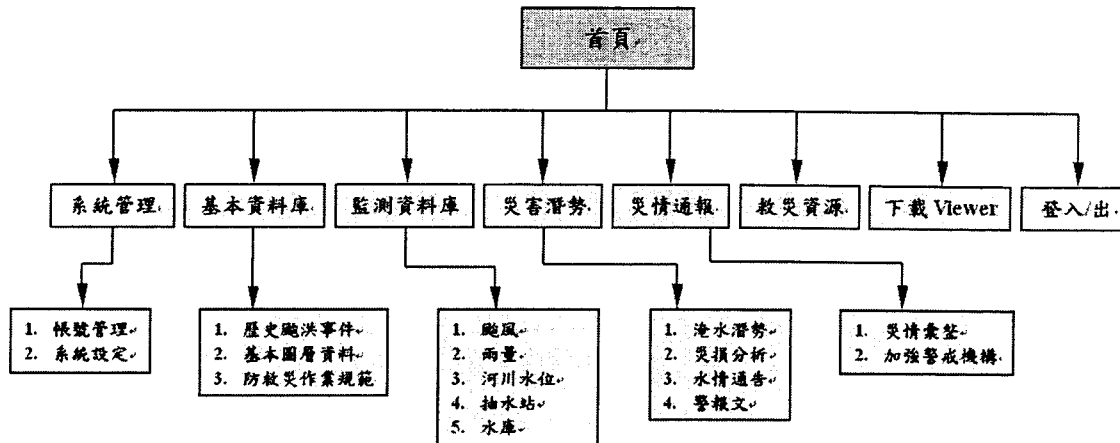 首頁
系統管理
基本資料庫
監測資料庫
災害潛勢
災情通報
救災資源
下載 Viewer
登入/出
1. 帳號管理
2. 系統設定
1. 歷史颱洪事件
2. 基本圖層資料
3. 防救災作業規範
1. 颱風
2. 雨量
3. 河川水位
4. 抽水站
5. 水庫
1. 淹水潛勢
2. 災損分析
3. 水情通告
4. 警報文
1. 災情彙整
2. 加強警戒機構